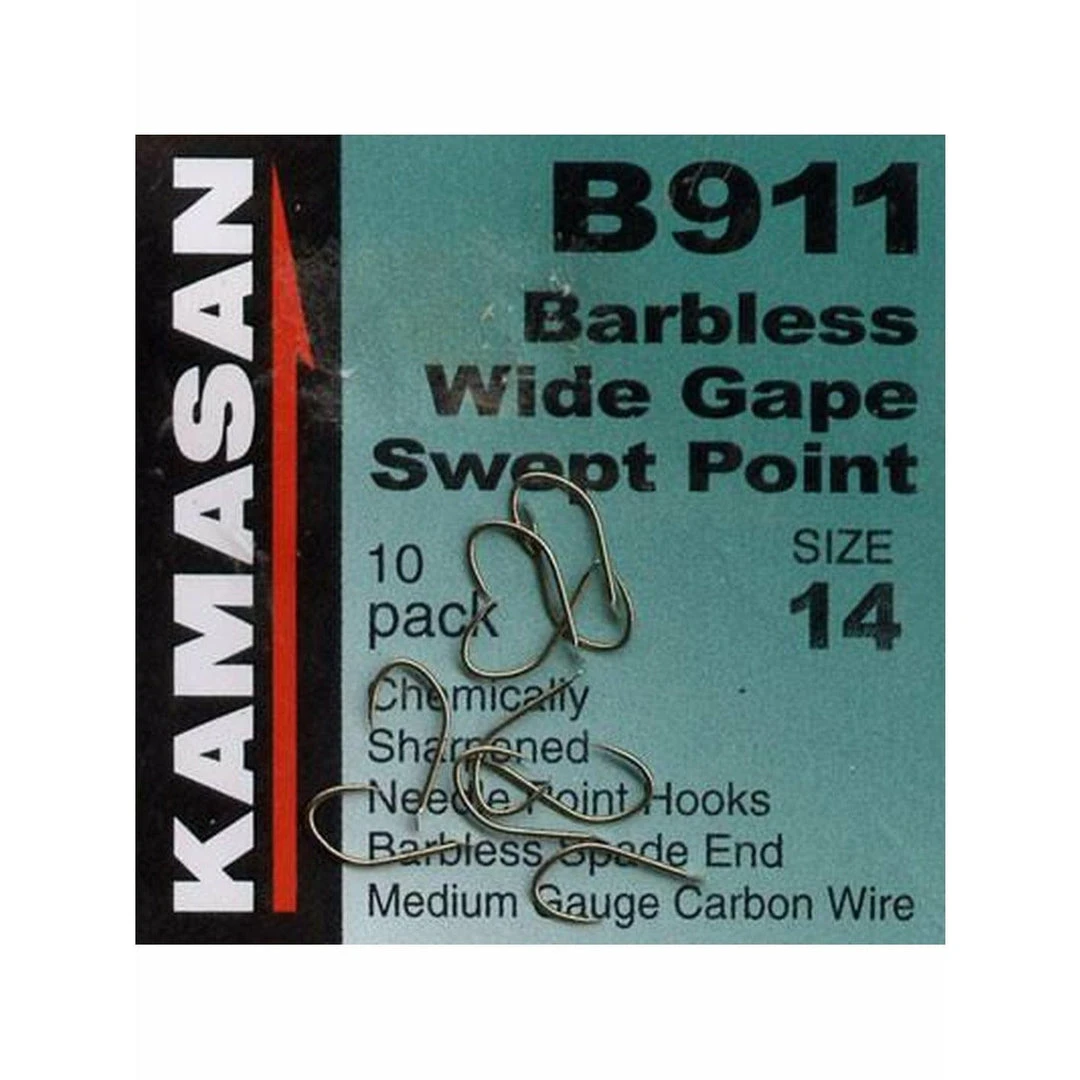 KAMASAN
B911
Barbless
Wide Gape
Swept Point
10
pack
SIZE
14
Chemically
Sharpened
Needle Point Hooks
Barbless Spade End
Medium Gauge Carbon Wire